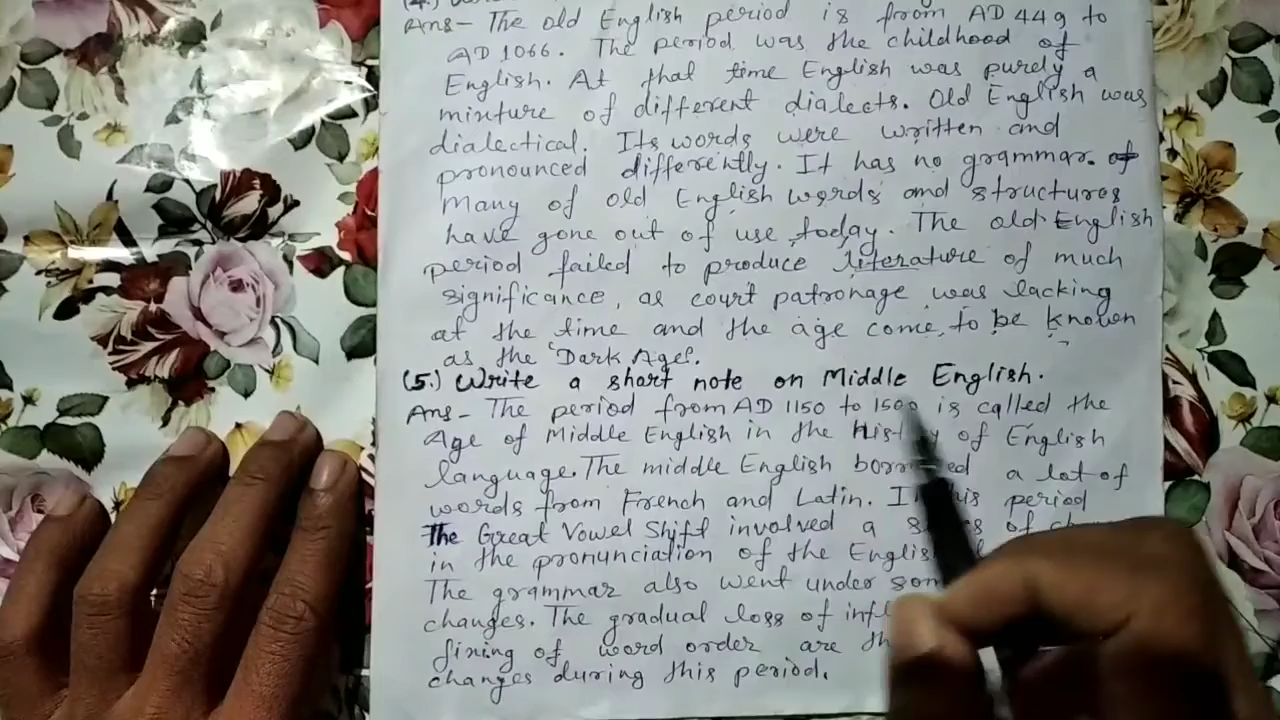 Ans - The old English period is from AD 449 to
AD 1066. The period was the childhood of
English. At that time English was purely a
mixture of different dialects. Old English was
dialectical. Its words were written and
pronounced differently. It has no grammar.
Many of old English words and structures
have gone out of use today. The old English
period failed to produce literature of much
significance, as court patronage was lacking
at the time and the age come to be known
as the 'Dark Age'.
(5.) Write a short note on Middle English.
Ans - The period from AD 1150 to 1500 is called the
Age of Middle English in the history of English
language. The middle English borrowed a lot of
words from French and Latin. In this period
The Great Vowel Shift involved a of
in the pronunciation of the
The grammar also went under
changes. The gradual loss of
fixing of word order are
changes during this period.